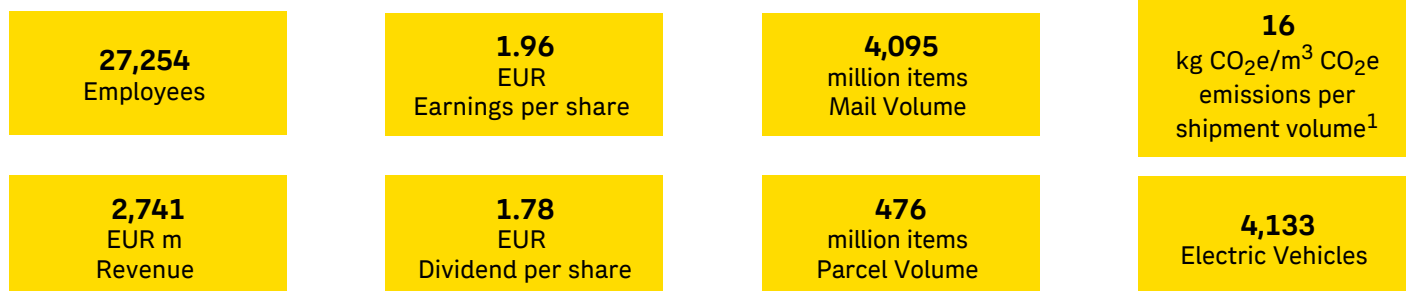 27,254
Employees
1.96
EUR
Earnings per share
4,095
million items
Mail Volume
16
kg CO₂e/m³ CO₂e
emissions per
shipment volume¹
2,741
EUR m
Revenue
1.78
EUR
Dividend per share
476
million items
Parcel Volume
4,133
Electric Vehicles